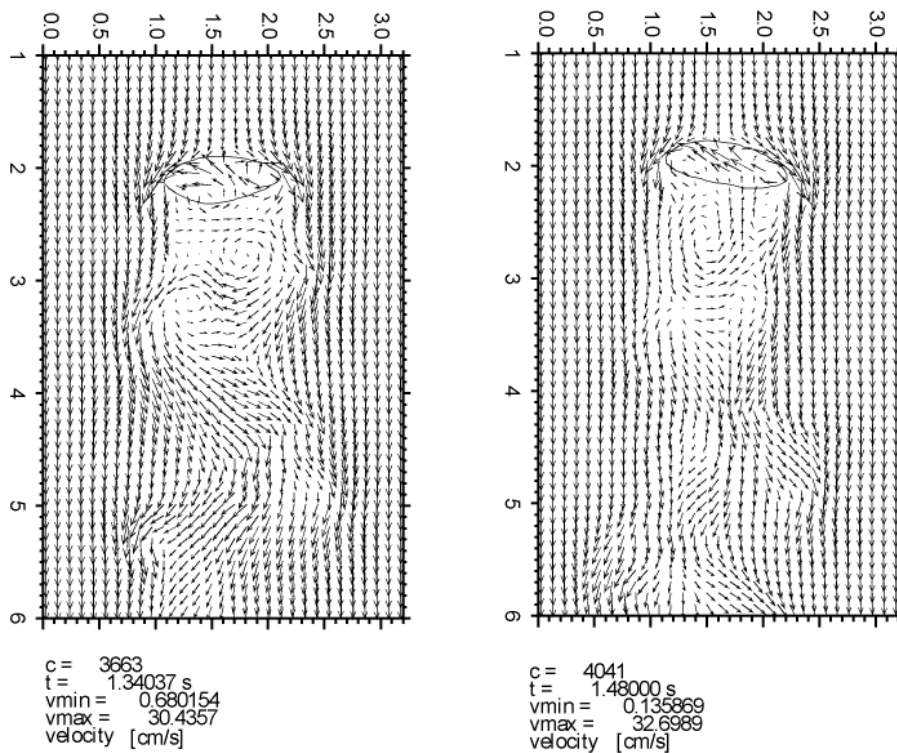 0.0 0.5 1.0 1.5 2.0 2.5 3.0
1
2
3
4
5
6
c = 3663
t = 1.34037 s
vmin = 0.680154
vmax = 30.4357
velocity [cm/s]
0.0 0.5 1.0 1.5 2.0 2.5 3.0
1
2
3
4
5
6
c = 4041
t = 1.48000 s
vmin = 0.135869
vmax = 32.6989
velocity [cm/s]